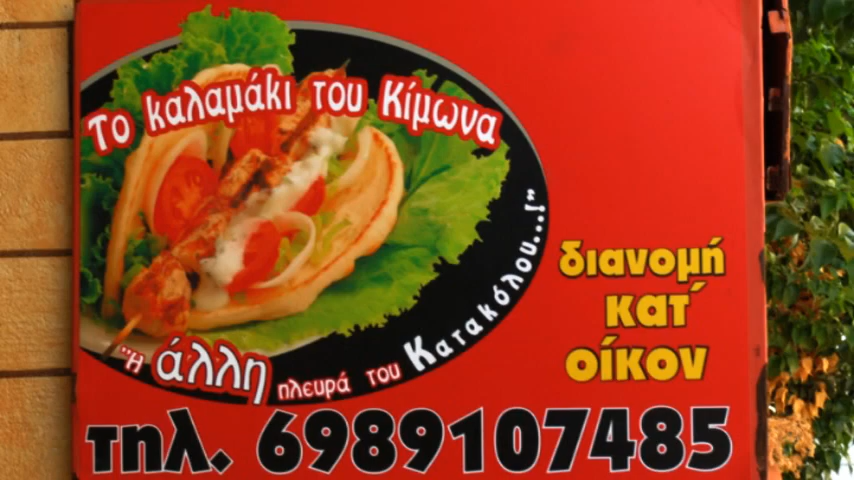 Το καλαμάκι του Κίμωνα
"Η άλλη πλευρά του Κατακόλου...!"
διανομή
κατ΄
οίκον
τηλ. 6989107485